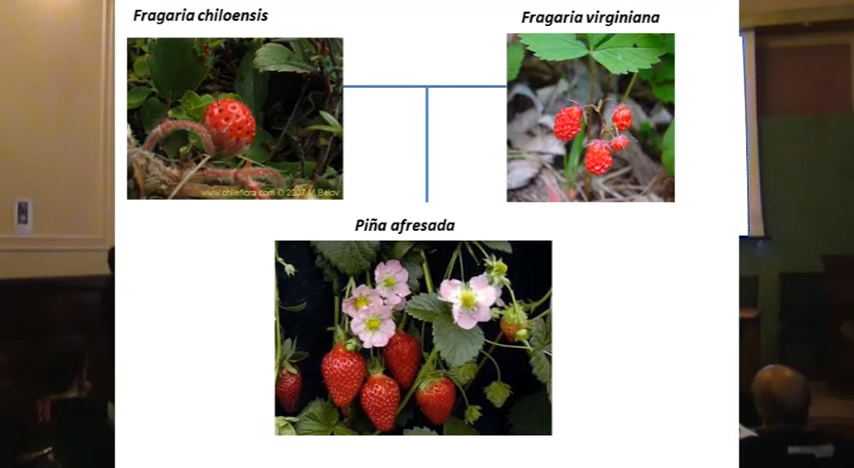 Fragaria chiloensis
Fragaria virginiana
www.chileflora.com © 2007 M.Belov
Piña afresada